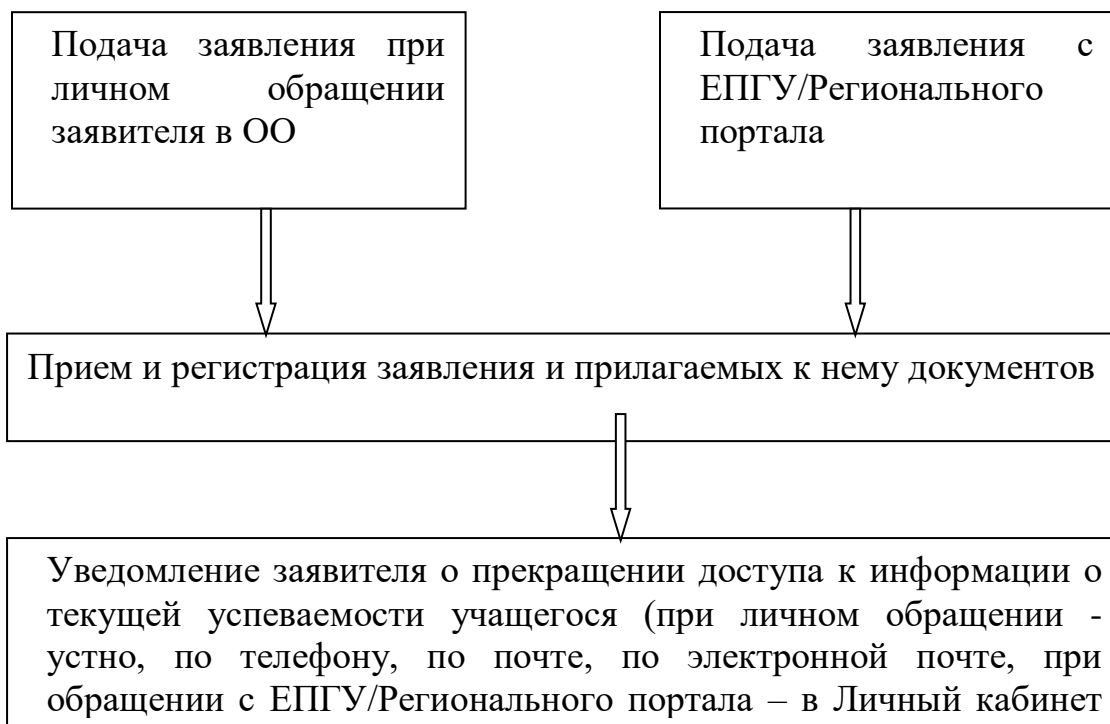 Подача заявления при
личном обращении
заявителя в ОО
Подача заявления с
ЕПГУ/Регионального
портала
Прием и регистрация заявления и прилагаемых к нему документов
Уведомление заявителя о прекращении доступа к информации о
текущей успеваемости учащегося (при личном обращении -
устно, по телефону, по почте, по электронной почте, при
обращении с ЕПГУ/Регионального портала – в Личный кабинет